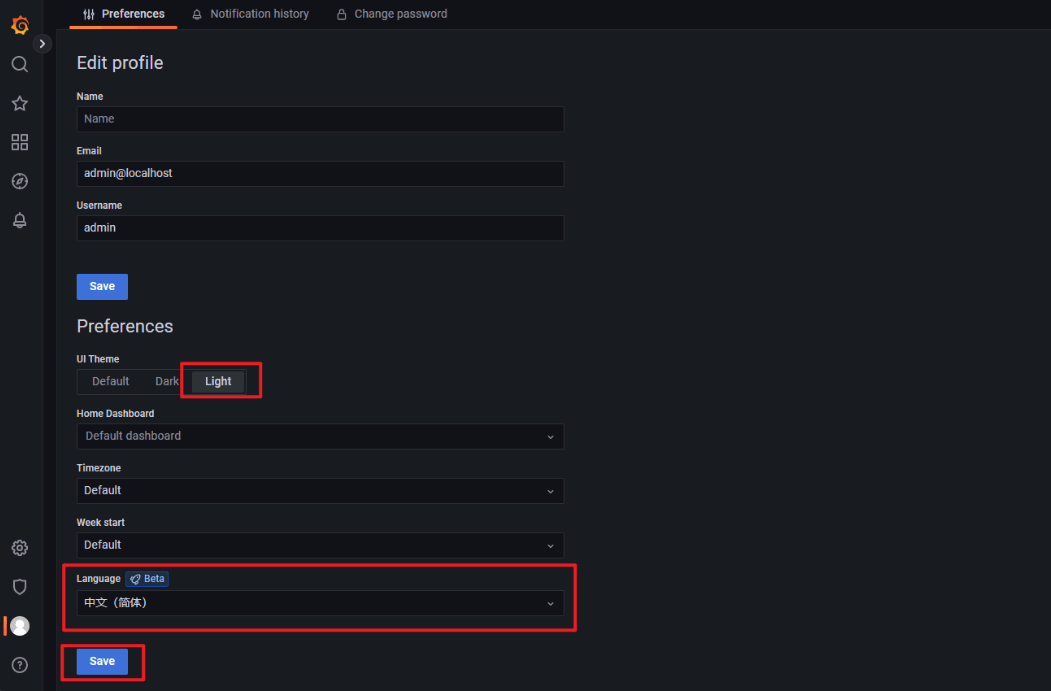 Preferences Notification history Change password
Edit profile
Name
Name
Email
admin@localhost
Username
admin
Save
Preferences
UI Theme
Default Dark Light
Home Dashboard
Default dashboard
Timezone
Default
Week start
Default
Language Beta
中文（简体）
Save